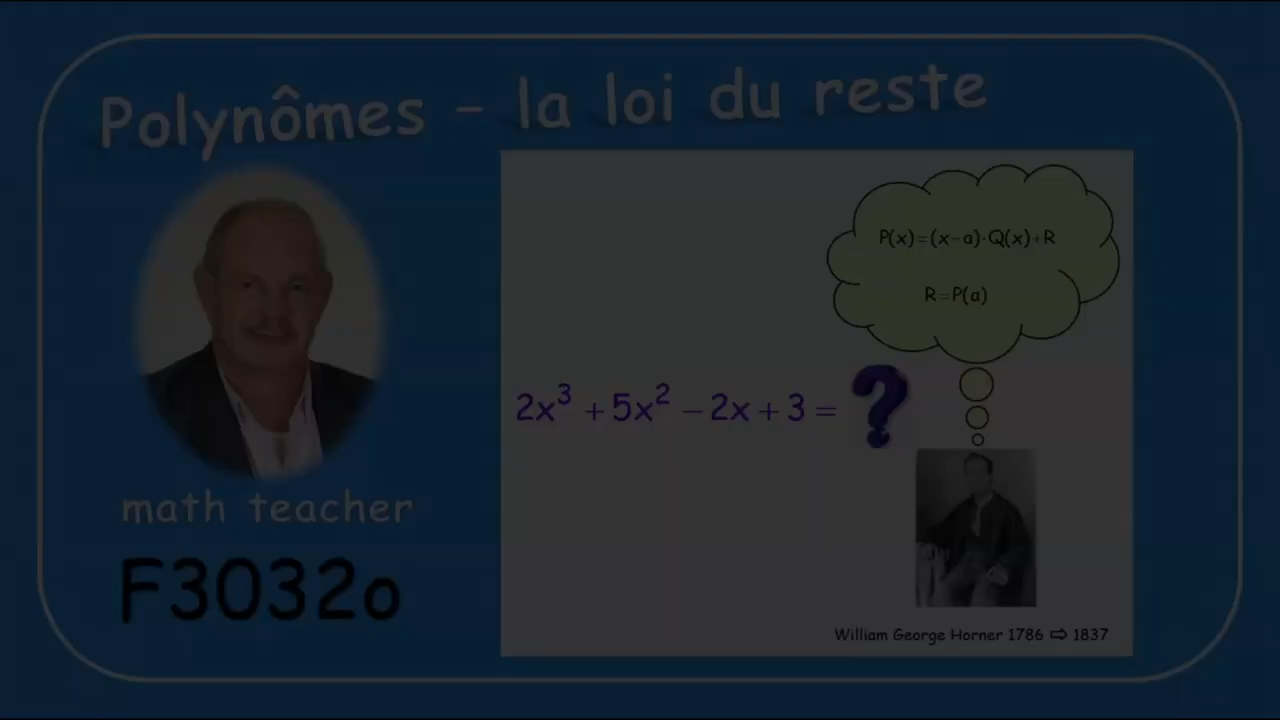 Polynômes - la loi du reste
P(x)=(x-a)·Q(x)+R
R=P(a)
2x³ + 5x² - 2x + 3 = ?
math teacher
F3032o
William George Horner 1786 ⇨ 1837